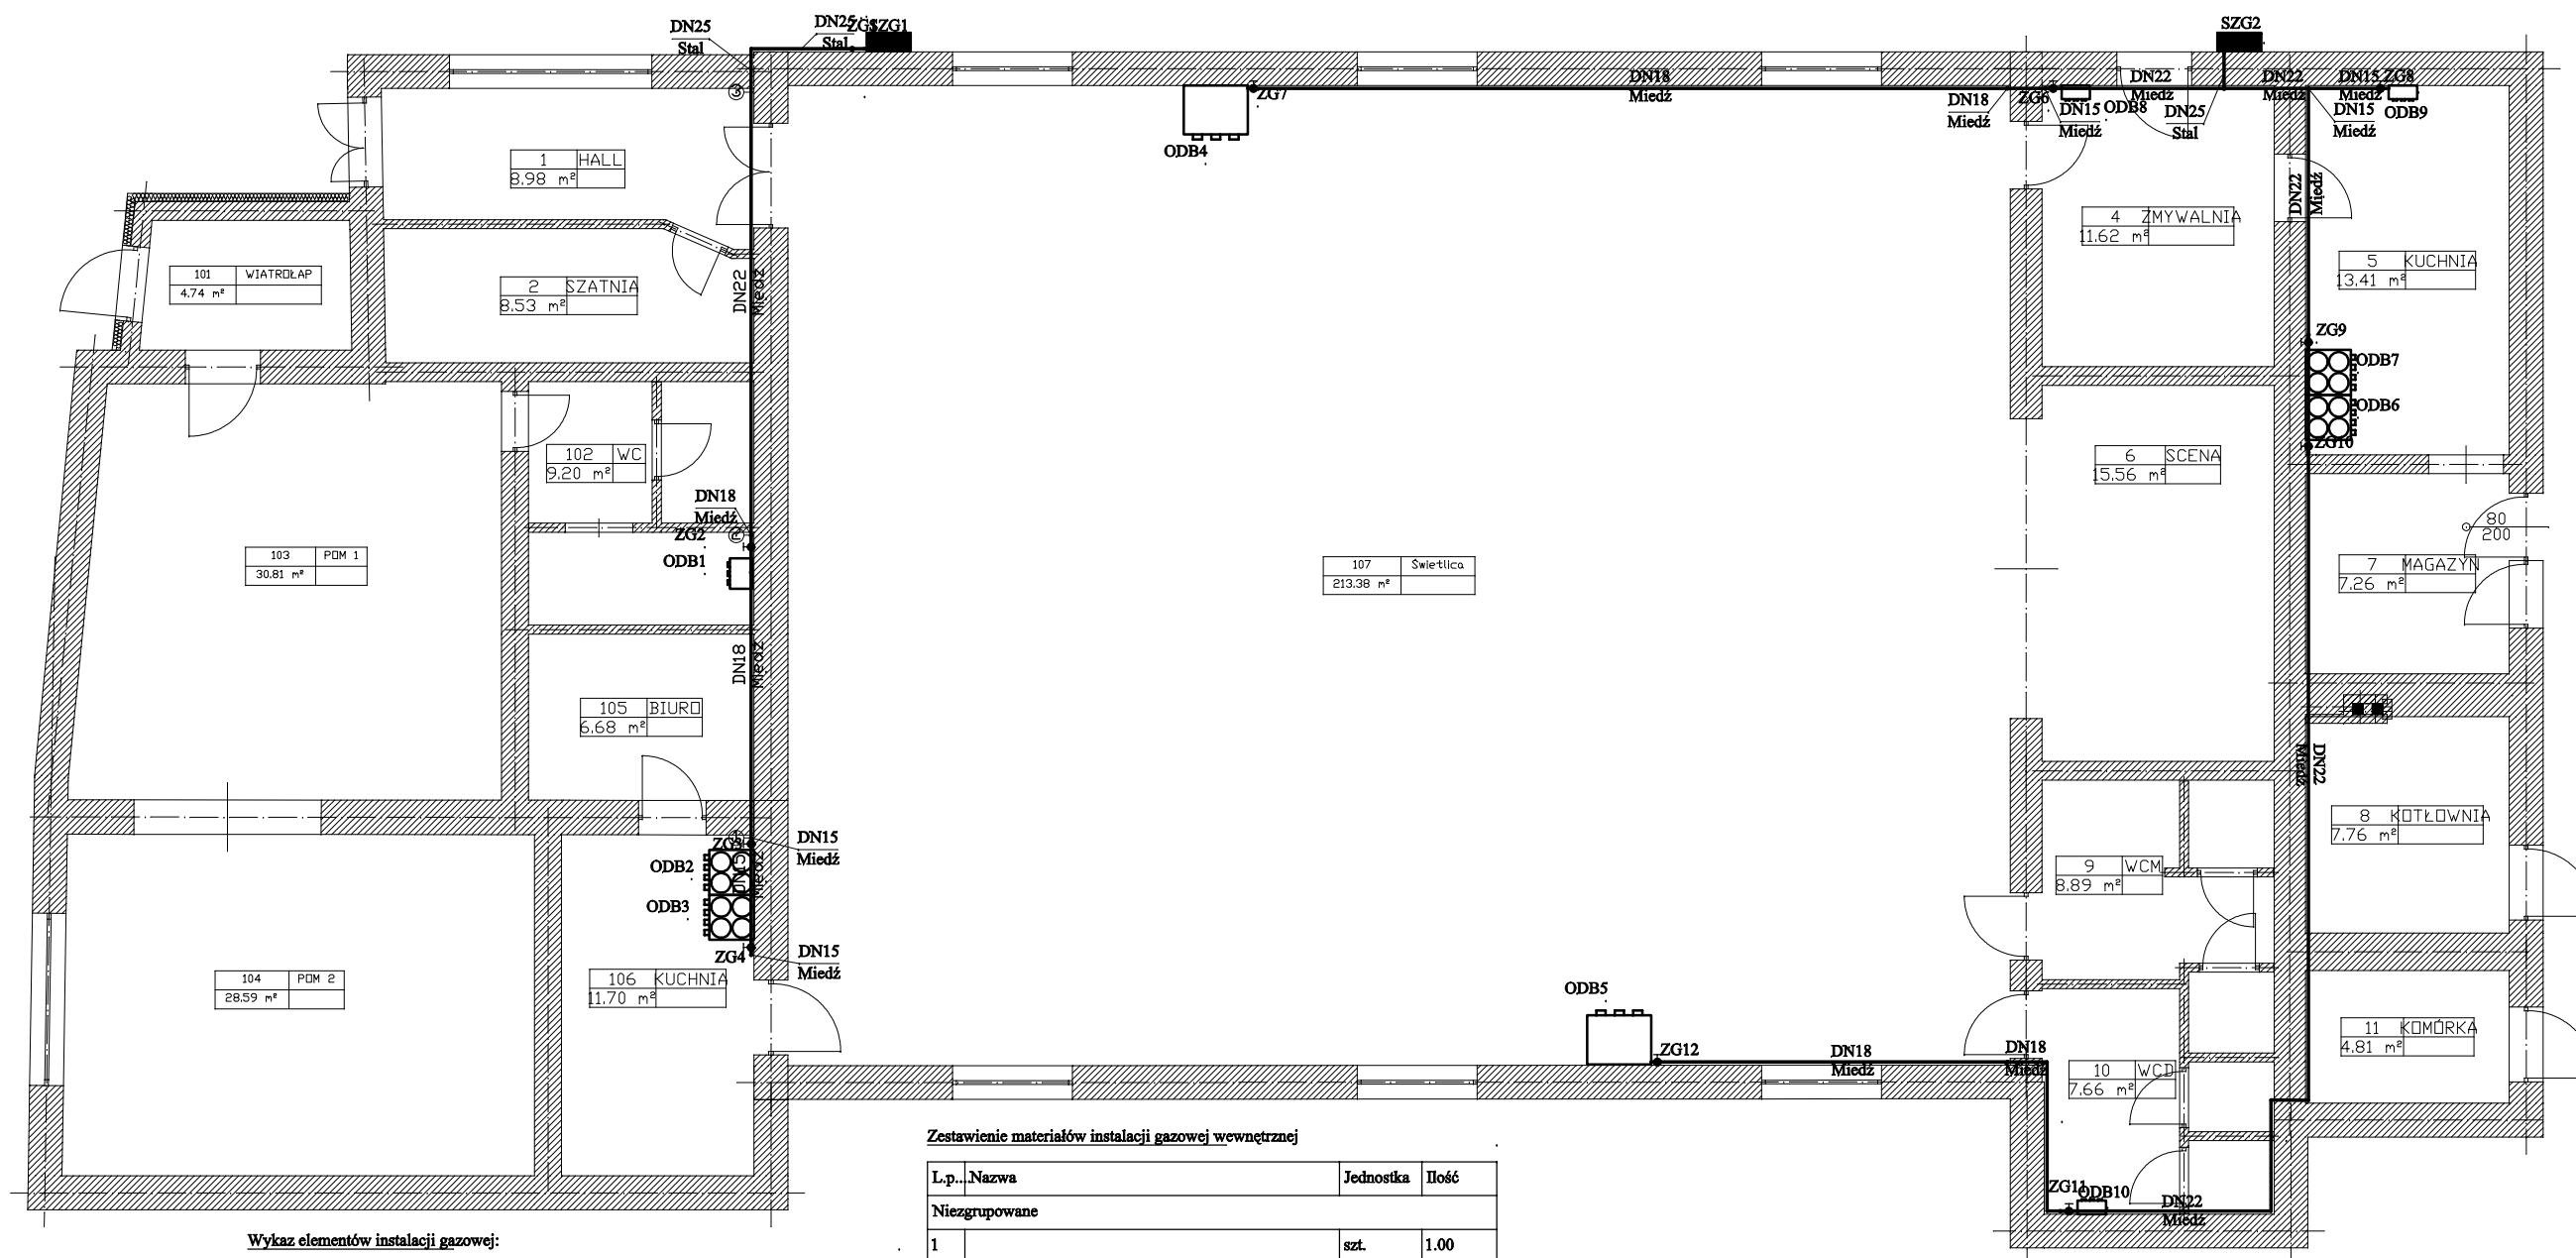 DN25
Stal
DN25
Stal
ZG5
SZG1
SZG2
3
1 HALL
8.98 m²
ZG7
ODB4
DN18
Miedź
DN18
Miedź
ZG6
DN15
Miedź
ODB8
DN22
Miedź
DN25
Stal
DN22
Miedź
DN15
Miedź
ZG8
DN15
Miedź
ODB9
DN22
Miedź
4 ZMYWALNIA
11.62 m²
5 KUCHNIA
13.41 m²
101 WIATROŁAP
4.74 m²
2 SZATNIA
8.53 m²
DN22
Miedź
ZG9
ODB7
ODB6
ZG10
102 WC
9.20 m²
6 SCENA
15.56 m²
DN18
Miedź
2
ZG2
ODB1
80
200
103 POM 1
30.81 m²
107 Świetlica
213.38 m²
7 MAGAZYN
7.26 m²
DN18
Miedź
105 BIURO
6.68 m²
DN22
Miedź
8 KOTŁOWNIA
7.76 m²
1
ZG3
DN15
Miedź
ODB2
DN15
Miedź
ODB3
9 WCM
8.89 m²
ZG4
DN15
Miedź
104 POM 2
28.59 m²
106 KUCHNIA
11.70 m²
ODB5
ZG12
DN18
Miedź
DN18
Miedź
11 KOMÓRKA
4.81 m²
10 WCD
7.66 m²
ZG11
ODB10
DN22
Miedź
Zestawienie materiałów instalacji gazowej wewnętrznej
L.p.... Nazwa Jednostka Ilość
Niezgrupowane
1 szt. 1.00
Wykaz elementów instalacji gazowej: